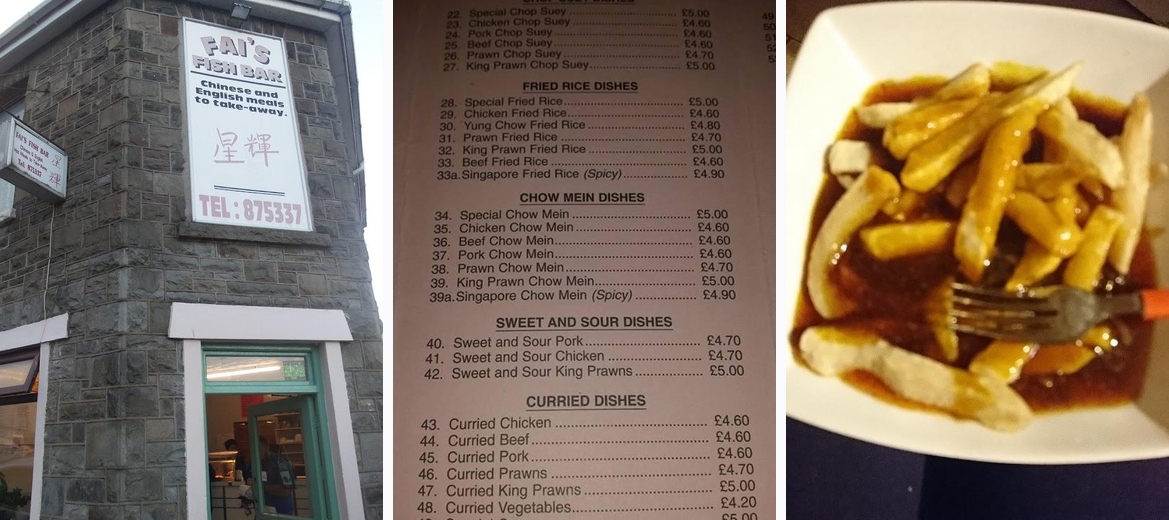 FAI'S
FISH BAR
Chinese and
English meals
to take-away.
星輝
TEL: 875337
FAI'S FISH BAR
CHOP SUEY DISHES
22. Special Chop Suey £5.00
23. Chicken Chop Suey £4.60
24. Pork Chop Suey £4.60
25. Beef Chop Suey £4.60
26. Prawn Chop Suey £4.70
27. King Prawn Chop Suey £5.00
FRIED RICE DISHES
28. Special Fried Rice £5.00
29. Chicken Fried Rice £4.60
30. Yung Chow Fried Rice £4.80
31. Prawn Fried Rice £4.70
32. King Prawn Fried Rice £5.00
33. Beef Fried Rice £4.60
33a. Singapore Fried Rice (Spicy) £4.90
CHOW MEIN DISHES
34. Special Chow Mein £5.00
35. Chicken Chow Mein £4.60
36. Beef Chow Mein £4.60
37. Pork Chow Mein £4.60
38. Prawn Chow Mein £4.70
39. King Prawn Chow Mein £5.00
39a. Singapore Chow Mein (Spicy) £4.90
SWEET AND SOUR DISHES
40. Sweet and Sour Pork £4.70
41. Sweet and Sour Chicken £4.70
42. Sweet and Sour King Prawns £5.00
CURRIED DISHES
43. Curried Chicken £4.60
44. Curried Beef £4.60
45. Curried Pork £4.60
46. Curried Prawns £4.70
47. Curried King Prawns £5.00
48. Curried Vegetables £4.20